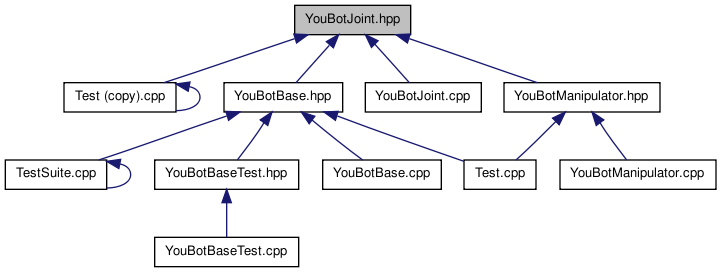 YouBotJoint.hpp
Test (copy).cpp
YouBotBase.hpp
YouBotJoint.cpp
YouBotManipulator.hpp
TestSuite.cpp
YouBotBaseTest.hpp
YouBotBase.cpp
Test.cpp
YouBotManipulator.cpp
YouBotBaseTest.cpp